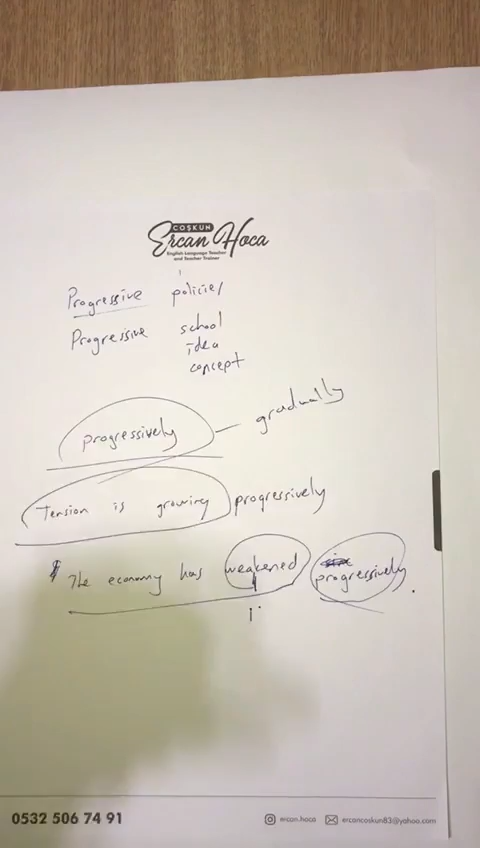 COŞKUN
Ercan Hoca
English Language Teacher
and Teacher Trainer
Progressive policies
Progressive school
idea
concept
progressively - gradually
Tension is growing progressively
The economy has weakened progressively.
0532 506 74 91 ercan.hoca ercancoskun83@yahoo.com